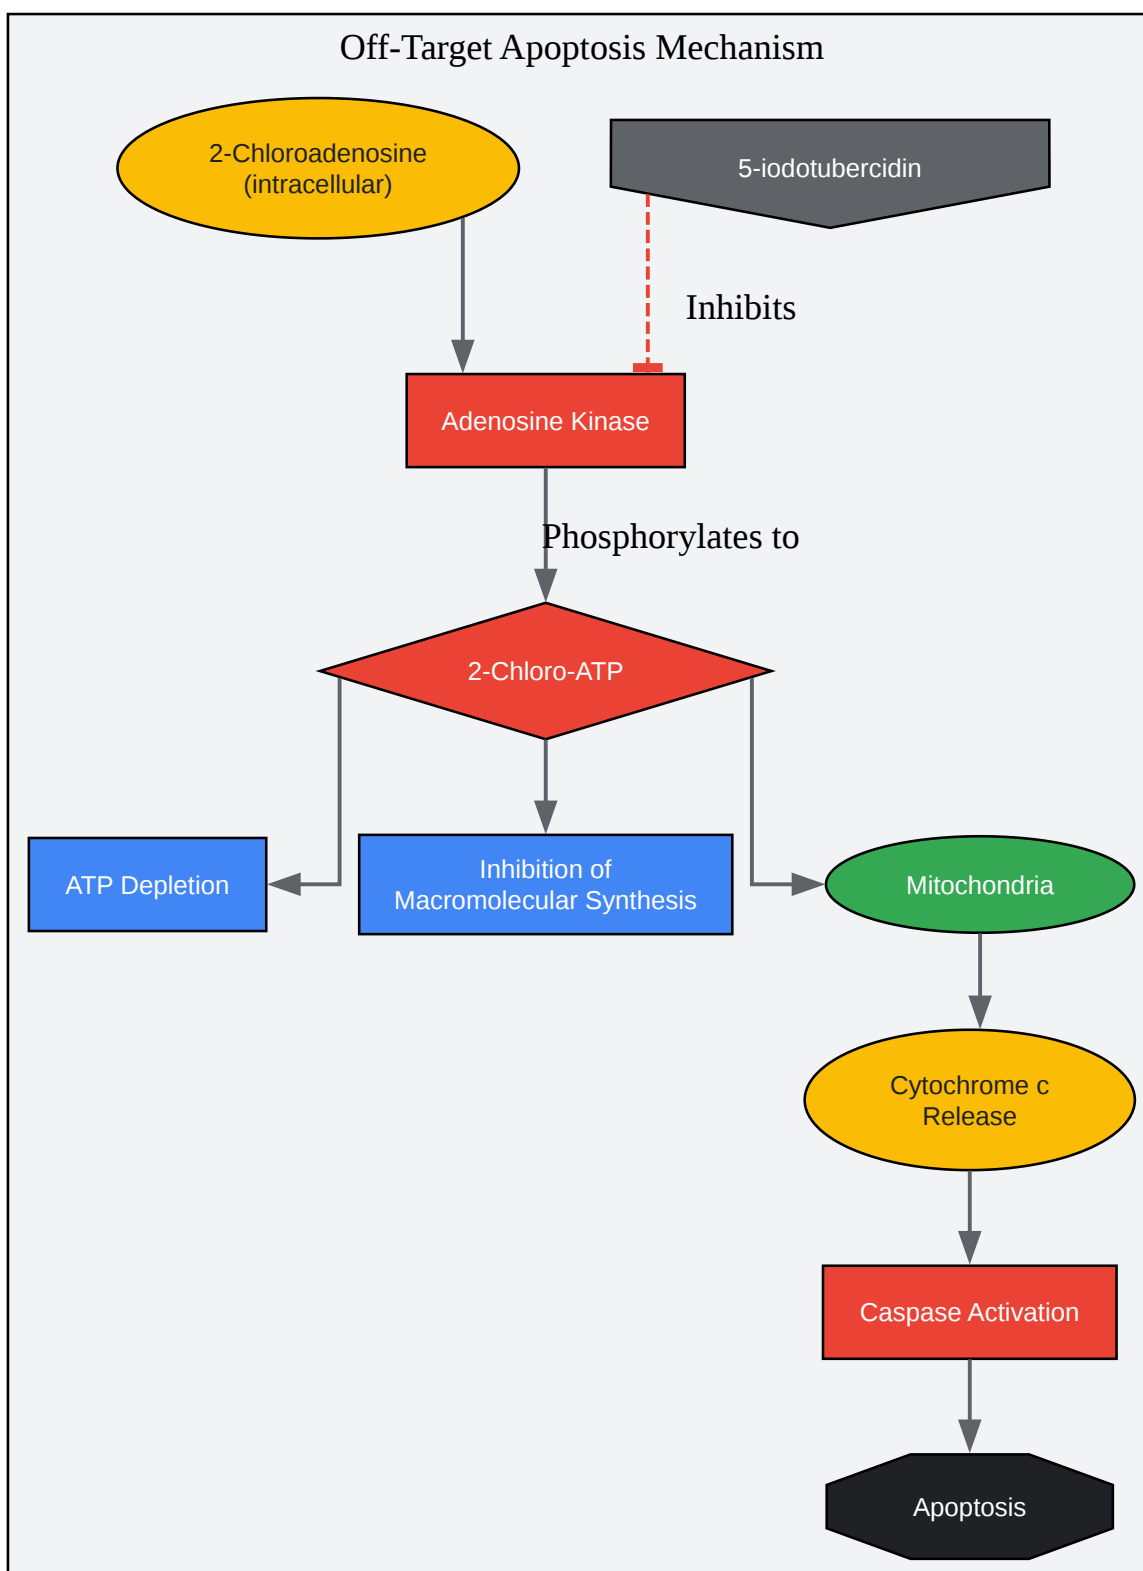 Off-Target Apoptosis Mechanism
2-Chloroadenosine
(intracellular)
5-iodotubercidin
Inhibits
Adenosine Kinase
Phosphorylates to
2-Chloro-ATP
ATP Depletion
Inhibition of
Macromolecular Synthesis
Mitochondria
Cytochrome c
Release
Caspase Activation
Apoptosis